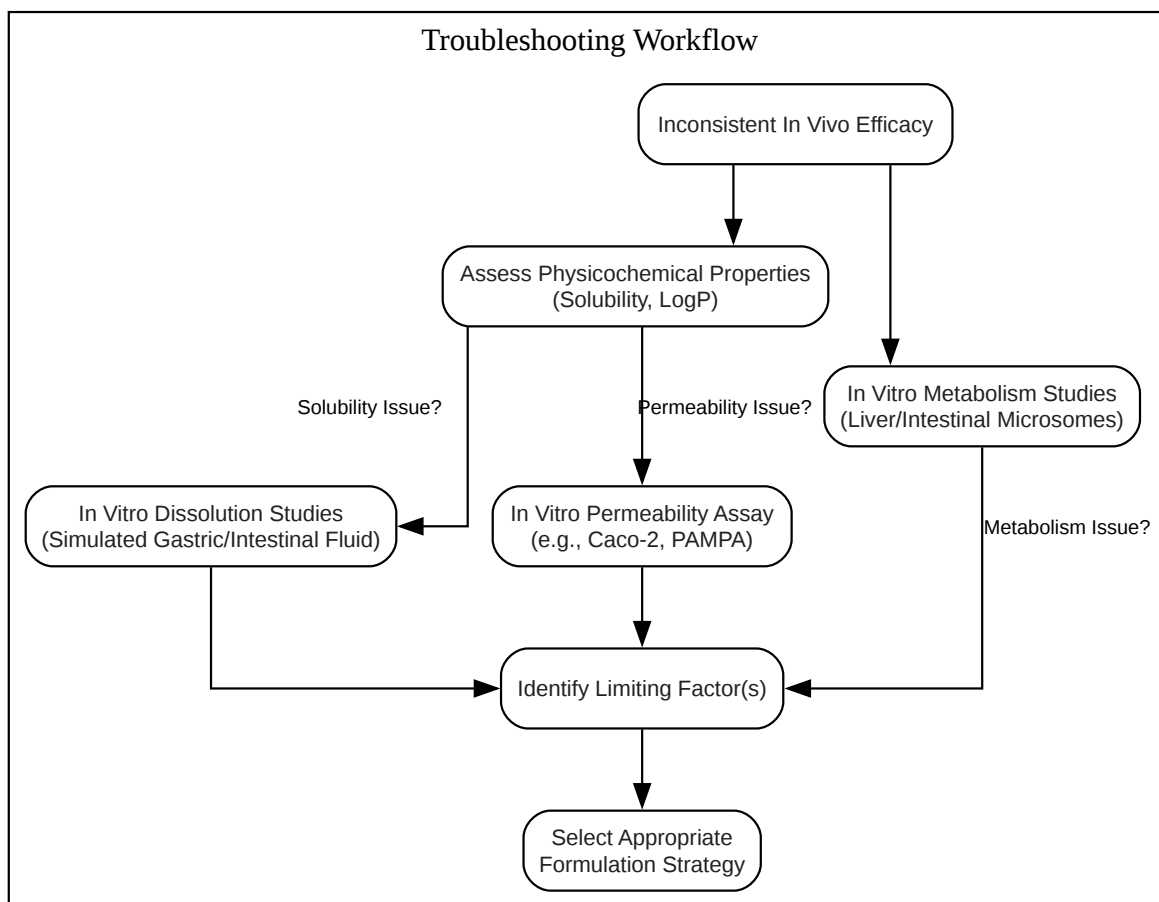 Troubleshooting Workflow
Inconsistent In Vivo Efficacy
Assess Physicochemical Properties
(Solubility, LogP)
Solubility Issue?
Permeability Issue?
In Vitro Metabolism Studies
(Liver/Intestinal Microsomes)
In Vitro Dissolution Studies
(Simulated Gastric/Intestinal Fluid)
In Vitro Permeability Assay
(e.g., Caco-2, PAMPA)
Metabolism Issue?
Identify Limiting Factor(s)
Select Appropriate
Formulation Strategy